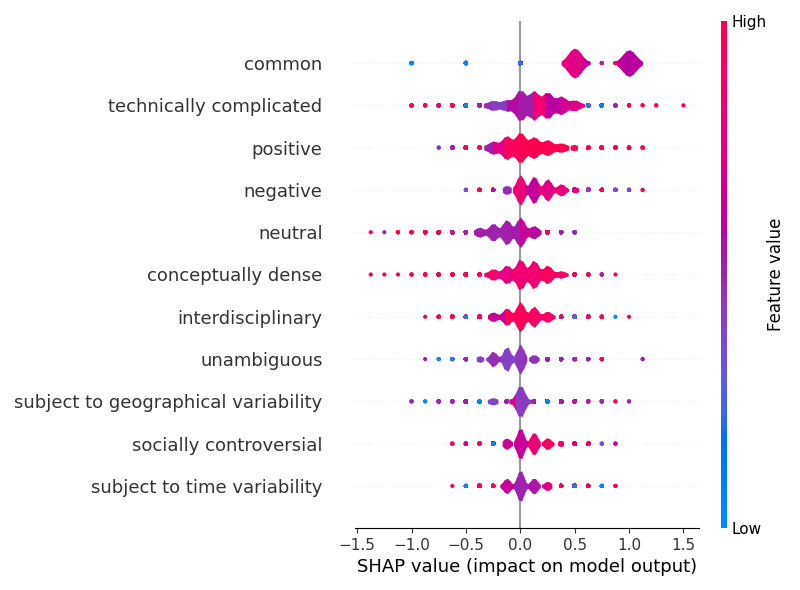 High
common
technically complicated
positive
negative
neutral
conceptually dense
interdisciplinary
unambiguous
subject to geographical variability
socially controversial
subject to time variability
Feature value
Low
−1.5 −1.0 −0.5 0.0 0.5 1.0 1.5
SHAP value (impact on model output)